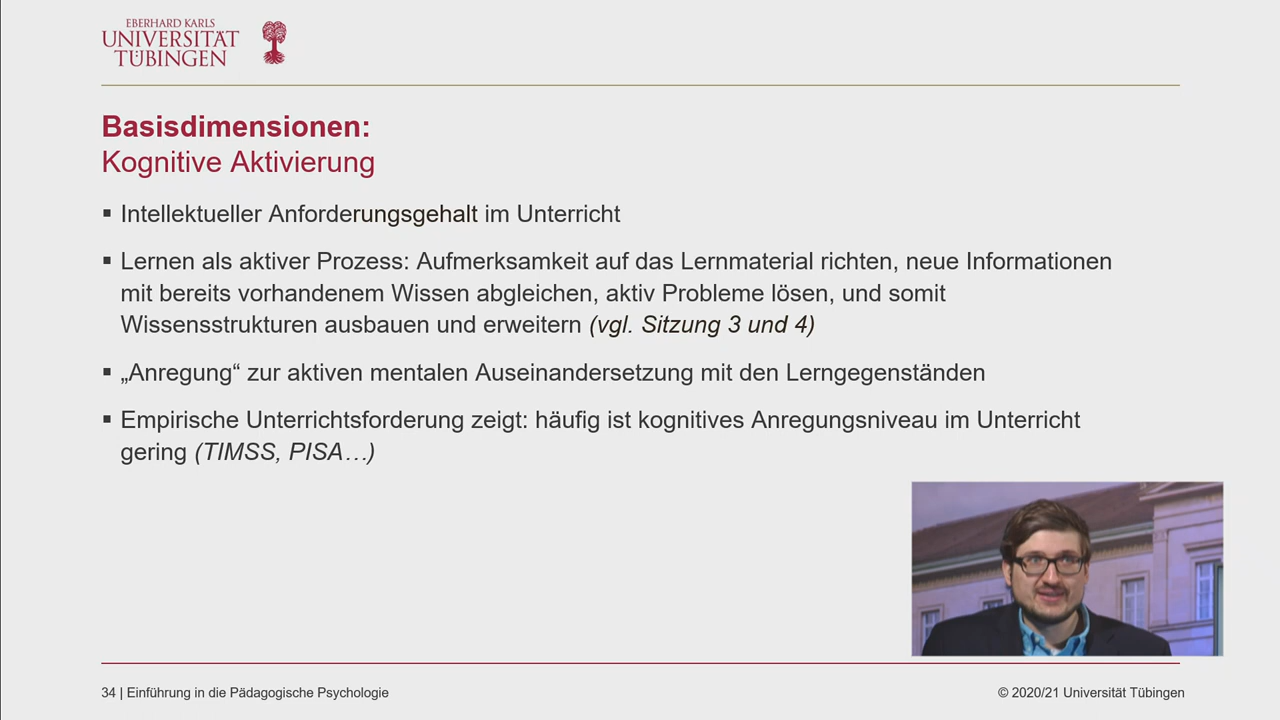 EBERHARD KARLS
UNIVERSITÄT
TÜBINGEN
Basisdimensionen:
Kognitive Aktivierung
▪ Intellektueller Anforderungsgehalt im Unterricht
▪ Lernen als aktiver Prozess: Aufmerksamkeit auf das Lernmaterial richten, neue Informationen
mit bereits vorhandenem Wissen abgleichen, aktiv Probleme lösen, und somit
Wissensstrukturen ausbauen und erweitern (vgl. Sitzung 3 und 4)
▪ „Anregung“ zur aktiven mentalen Auseinandersetzung mit den Lerngegenständen
▪ Empirische Unterrichtsforderung zeigt: häufig ist kognitives Anregungsniveau im Unterricht
gering (TIMSS, PISA…)
34 | Einführung in die Pädagogische Psychologie
© 2020/21 Universität Tübingen